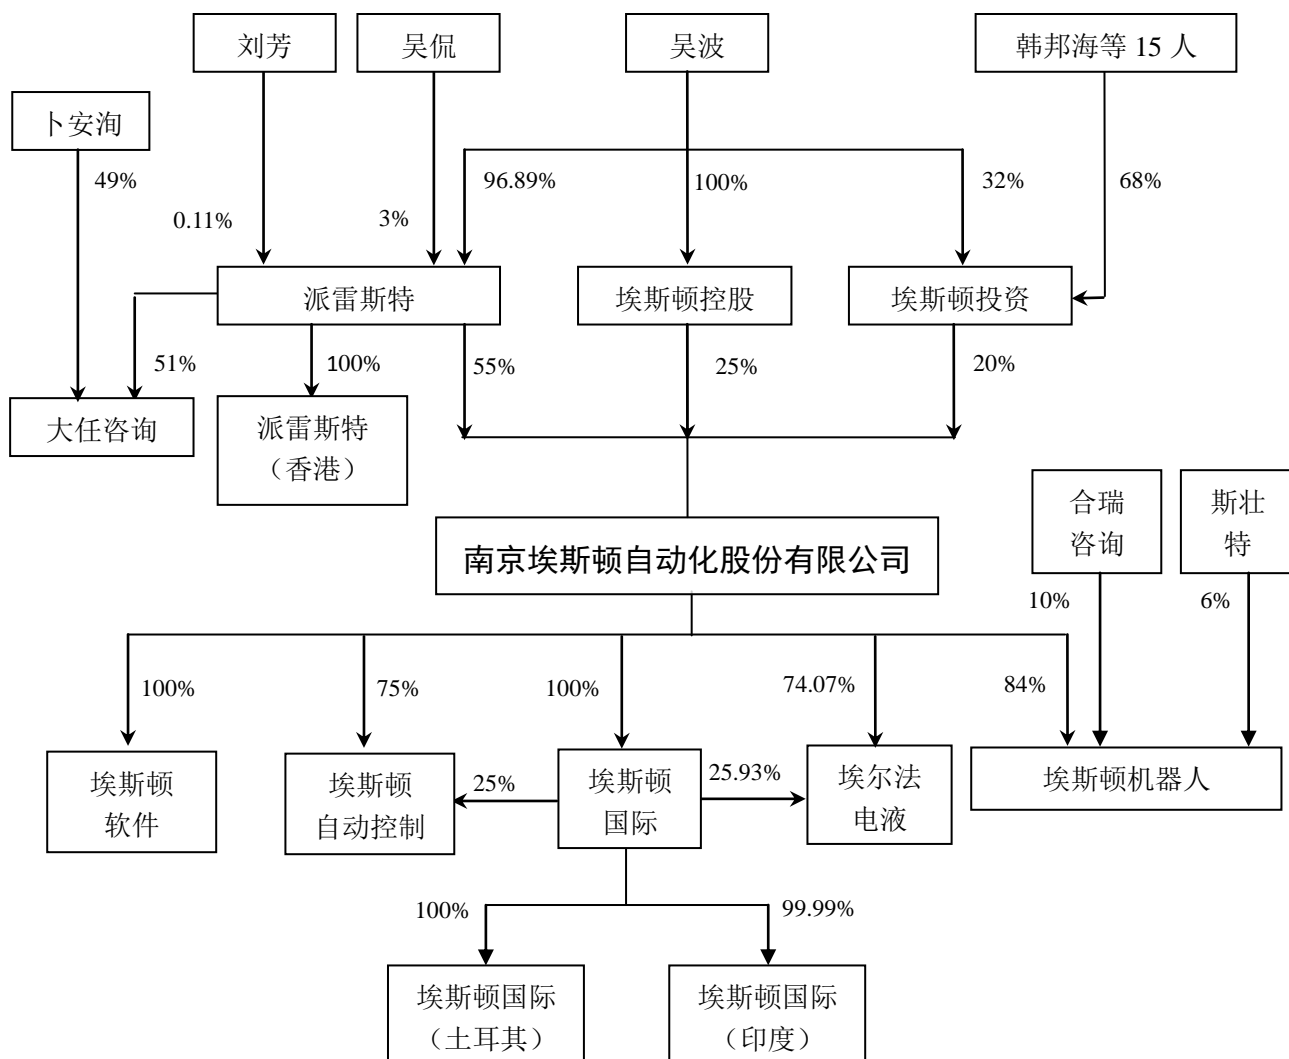 刘芳
吴侃
吴波
韩邦海等 15 人
卜安洵
49%
0.11%
3%
96.89%
100%
32%
68%
派雷斯特
埃斯顿控股
埃斯顿投资
51%
100%
55%
25%
20%
大任咨询
派雷斯特
（香港）
合瑞
咨询
斯壮
特
南京埃斯顿自动化股份有限公司
10%
6%
100%
75%
100%
74.07%
84%
埃斯顿
软件
埃斯顿
自动控制
25%
埃斯顿
国际
25.93%
埃尔法
电液
埃斯顿机器人
100%
99.99%
埃斯顿国际
（土耳其）
埃斯顿国际
（印度）